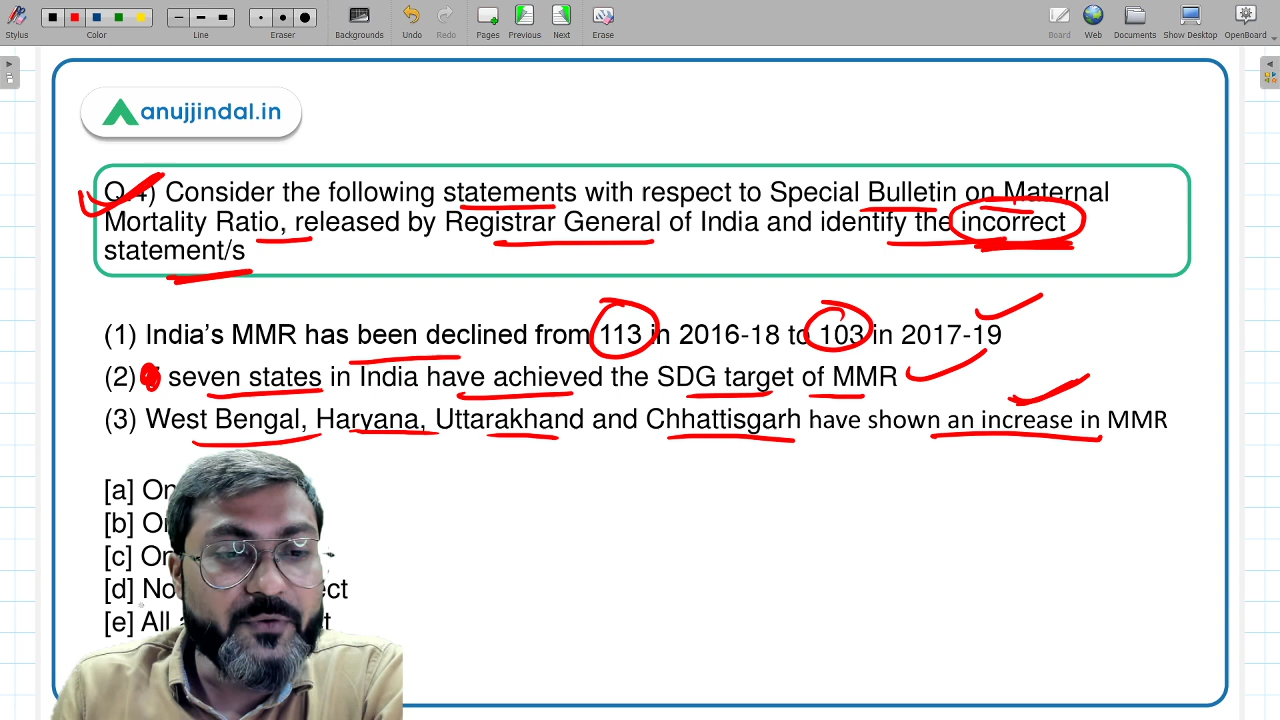 Stylus
Color
Line
Eraser
Backgrounds
Undo
Redo
Pages
Previous
Next
Erase
Board
Web
Documents
Show Desktop
OpenBoard
anujjindal.in
Q.4) Consider the following statements with respect to Special Bulletin on Maternal
Mortality Ratio, released by Registrar General of India and identify the incorrect
statement/s
(1) India's MMR has been declined from 113 in 2016-18 to 103 in 2017-19
(2) seven states in India have achieved the SDG target of MMR
(3) West Bengal, Haryana, Uttarakhand and Chhattisgarh have shown an increase in MMR
[a]
[b]
[c]
[d]
[e] All